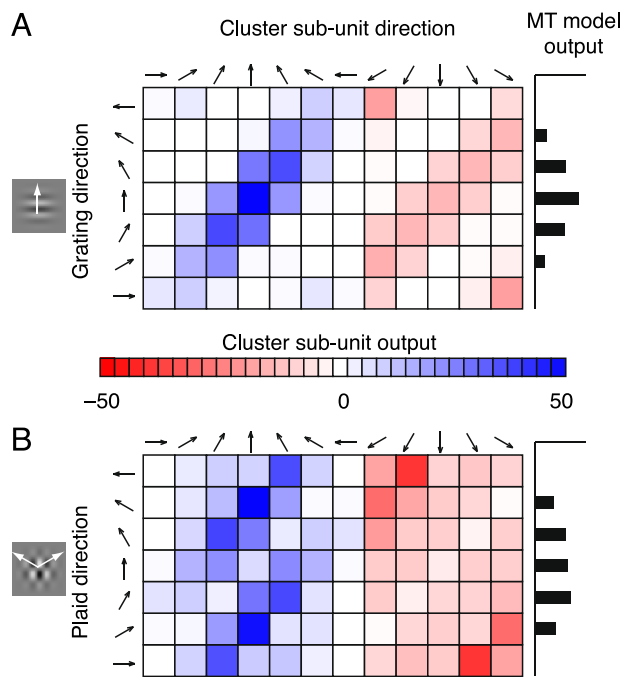 A
Cluster sub-unit direction
MT model
output
Grating direction
Cluster sub-unit output
−50
0
50
B
Plaid direction